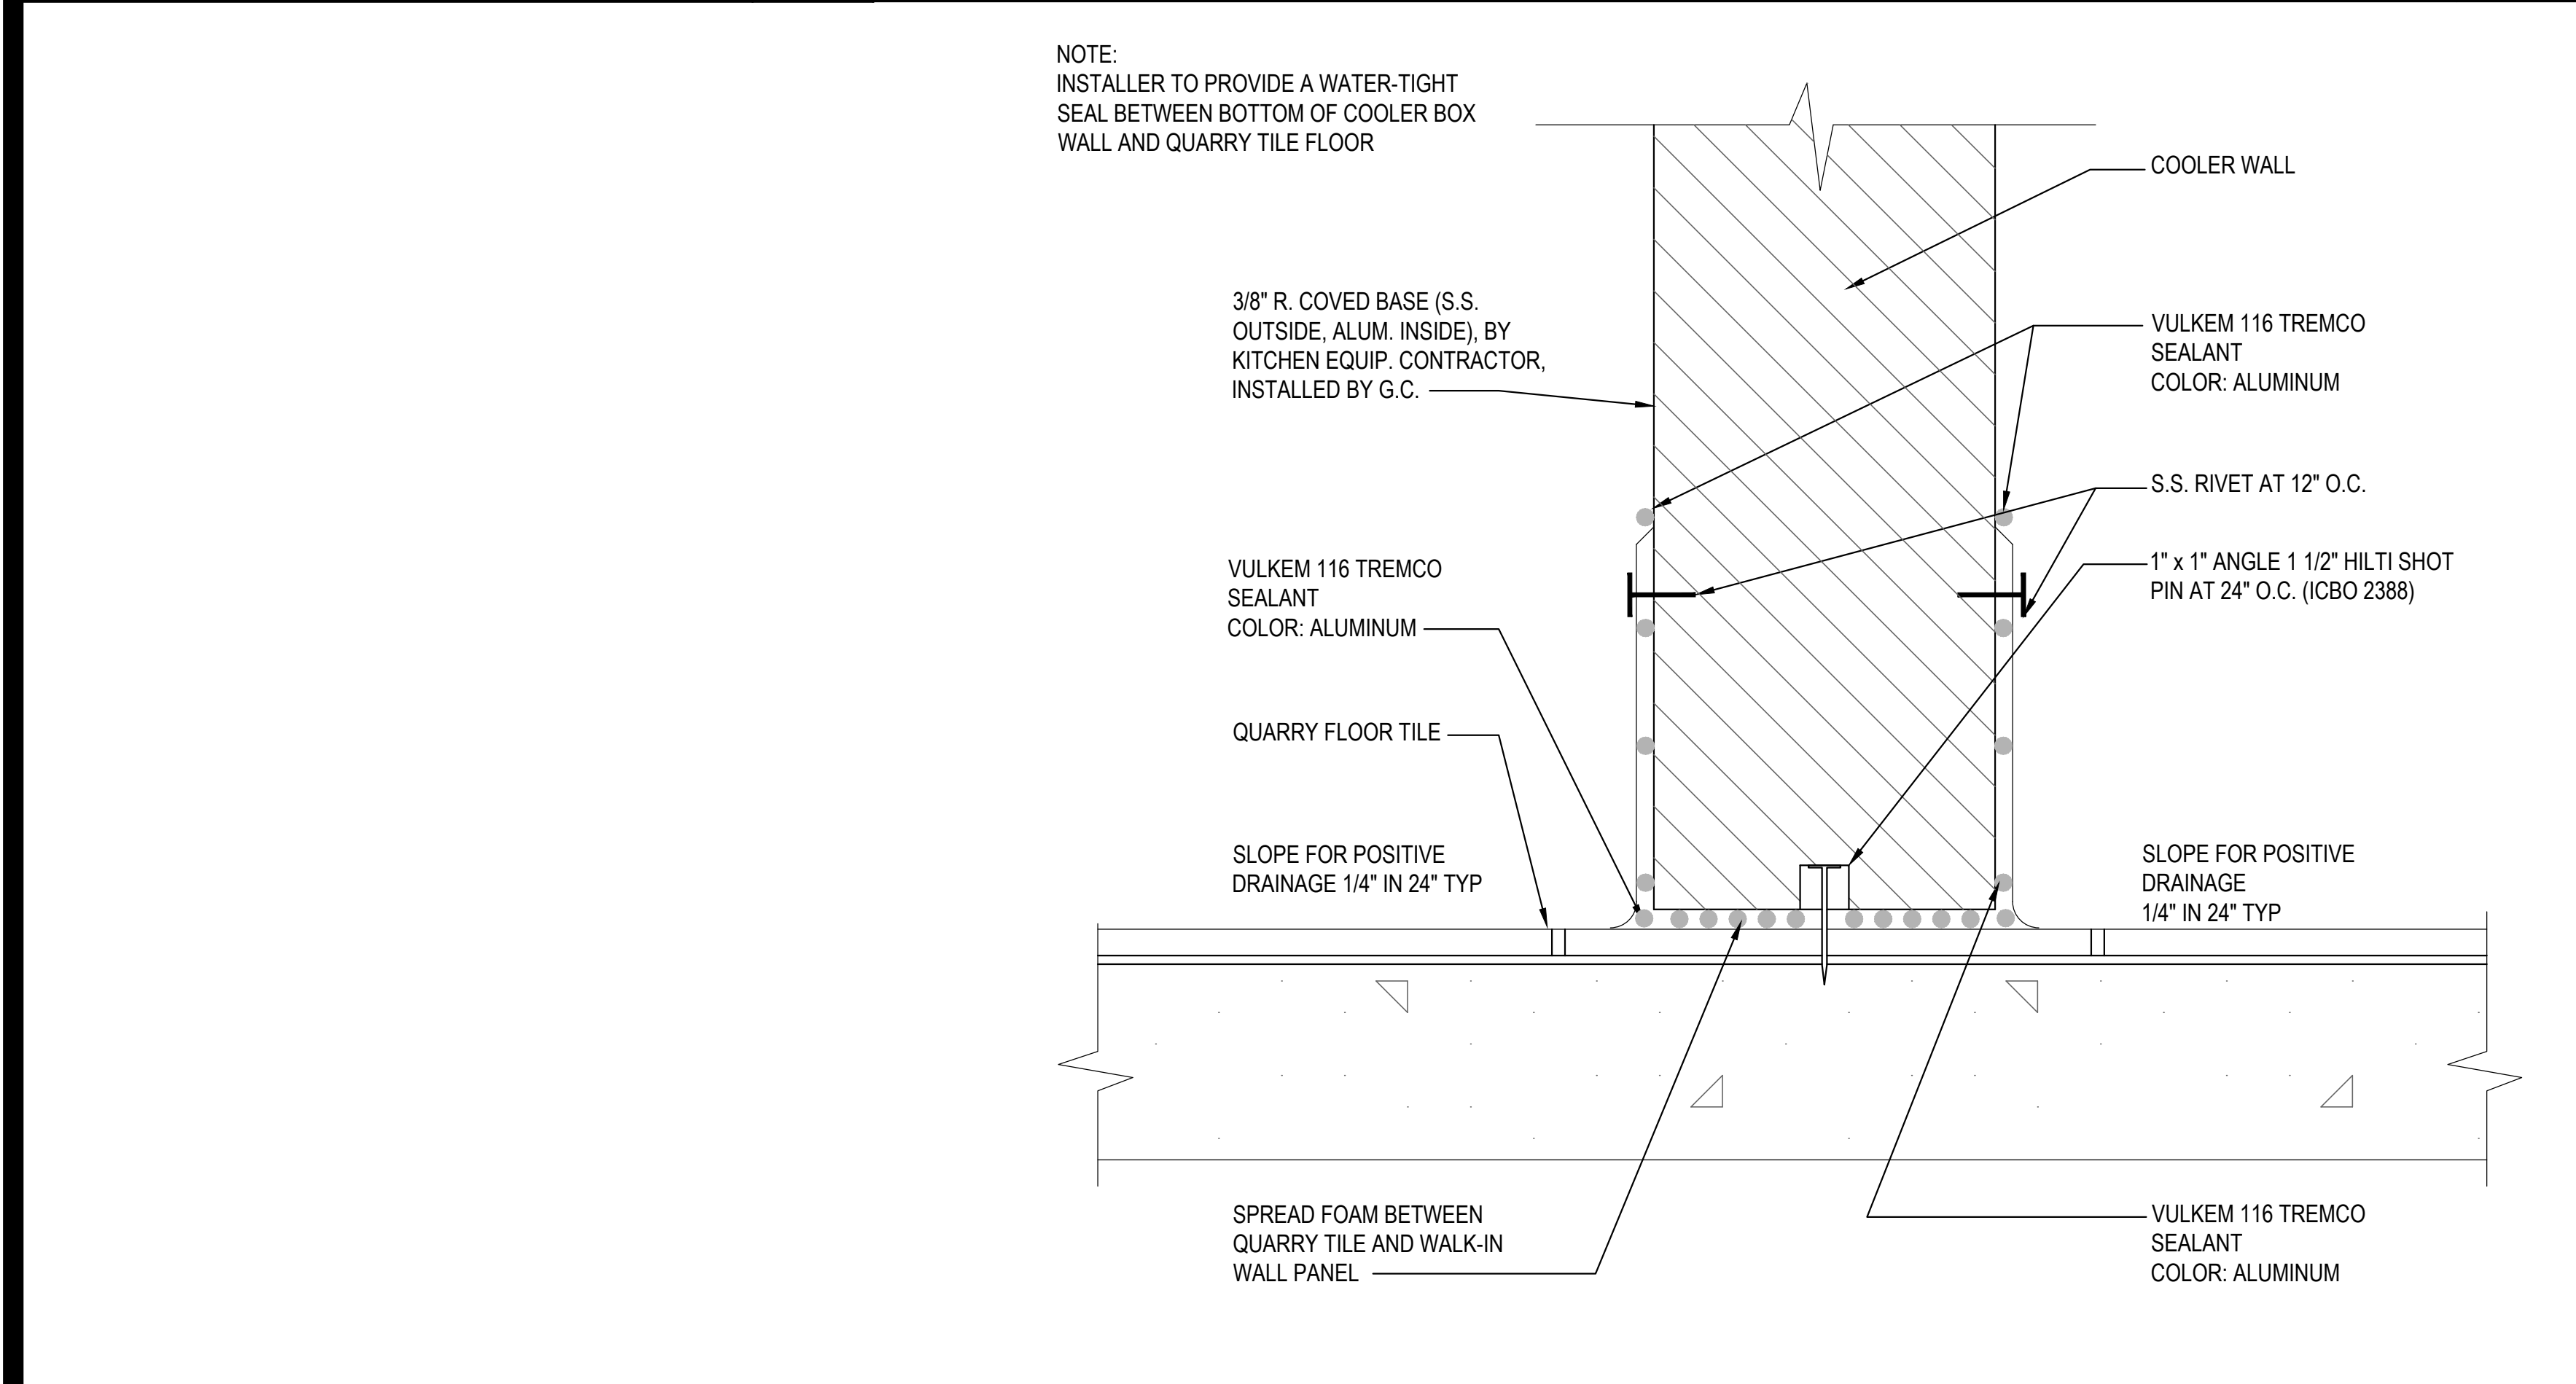 NOTE:
INSTALLER TO PROVIDE A WATER-TIGHT
SEAL BETWEEN BOTTOM OF COOLER BOX
WALL AND QUARRY TILE FLOOR
COOLER WALL
3/8" R. COVED BASE (S.S.
OUTSIDE, ALUM. INSIDE), BY
KITCHEN EQUIP. CONTRACTOR,
INSTALLED BY G.C.
VULKEM 116 TREMCO
SEALANT
COLOR: ALUMINUM
S.S. RIVET AT 12" O.C.
VULKEM 116 TREMCO
SEALANT
COLOR: ALUMINUM
1" x 1" ANGLE 1 1/2" HILTI SHOT
PIN AT 24" O.C. (ICBO 2388)
QUARRY FLOOR TILE
SLOPE FOR POSITIVE
DRAINAGE 1/4" IN 24" TYP
SLOPE FOR POSITIVE
DRAINAGE
1/4" IN 24" TYP
SPREAD FOAM BETWEEN
QUARRY TILE AND WALK-IN
WALL PANEL
VULKEM 116 TREMCO
SEALANT
COLOR: ALUMINUM